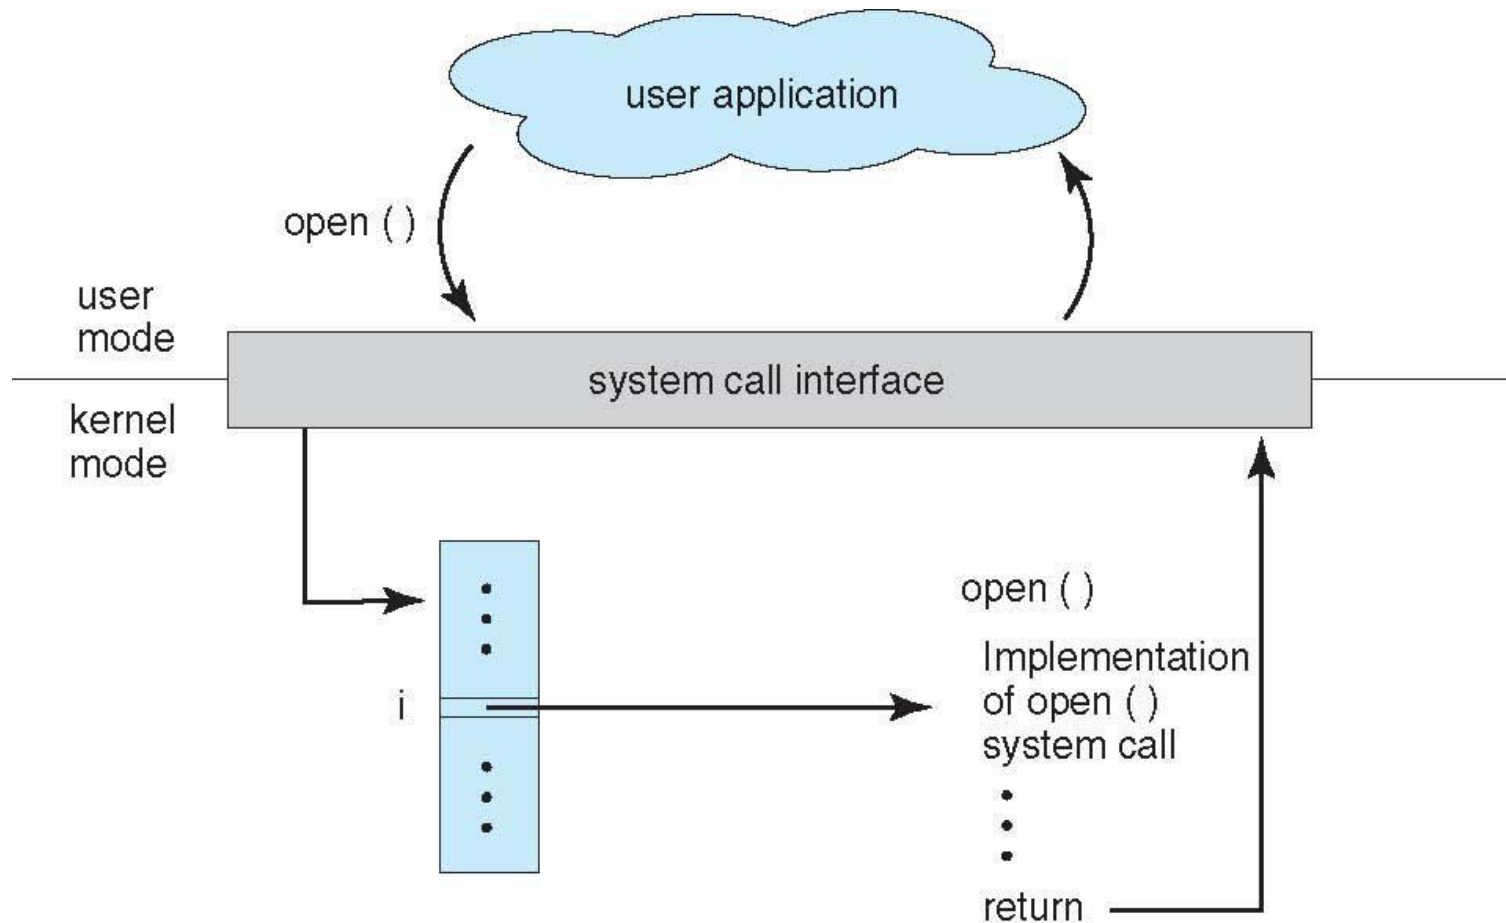 user application
open ( )
user
mode
system call interface
kernel
mode
open ( )
Implementation
of open ( )
system call
i
return